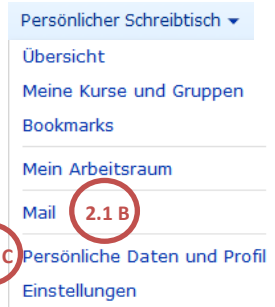 Persönlicher Schreibtisch
Übersicht
Meine Kurse und Gruppen
Bookmarks
Mein Arbeitsraum
Mail 2.1 B
C Persönliche Daten und Profil
Einstellungen